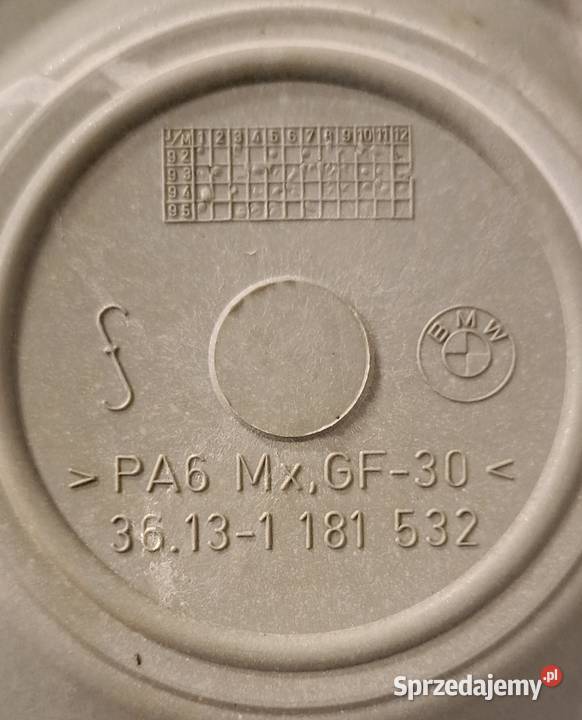 J/M 1 2 3 4 5 6 7 8 9 10 11 12
92
93
94
95
BMW
> PA6 Mx,GF-30 <
36.13-1 181 532
Sprzedajemy.pl